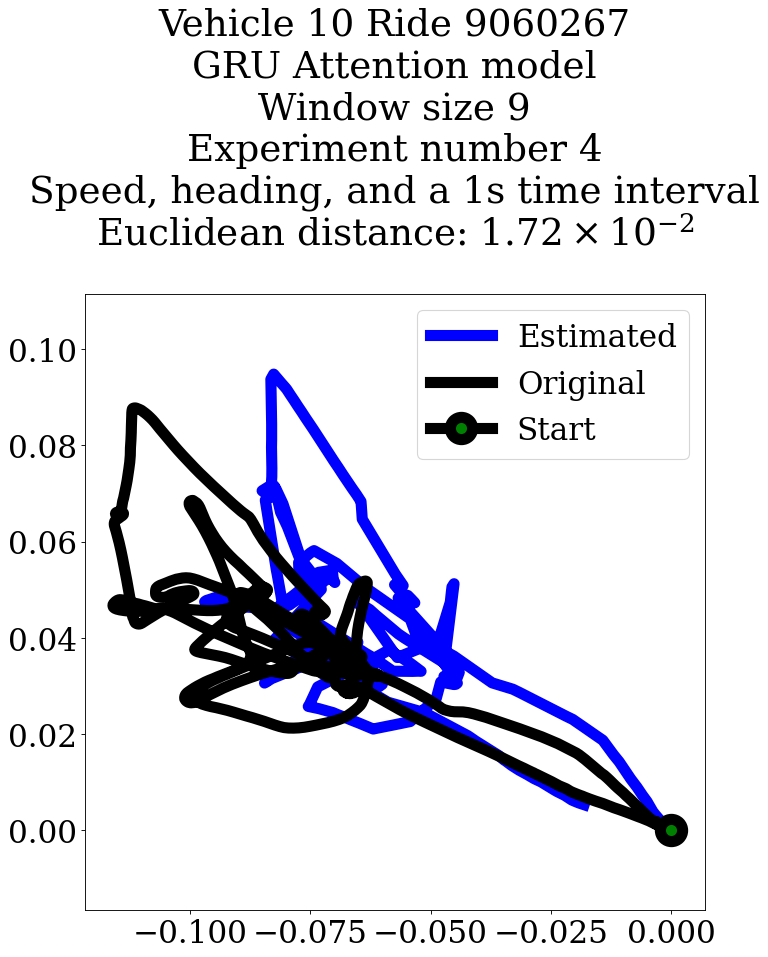 Vehicle 10 Ride 9060267
GRU Attention model
Window size 9
Experiment number 4
Speed, heading, and a 1s time interval
Euclidean distance: 1.72 × 10⁻²
Estimated
Original
Start
0.10
0.08
0.06
0.04
0.02
0.00
−0.100 −0.075 −0.050 −0.025 0.000